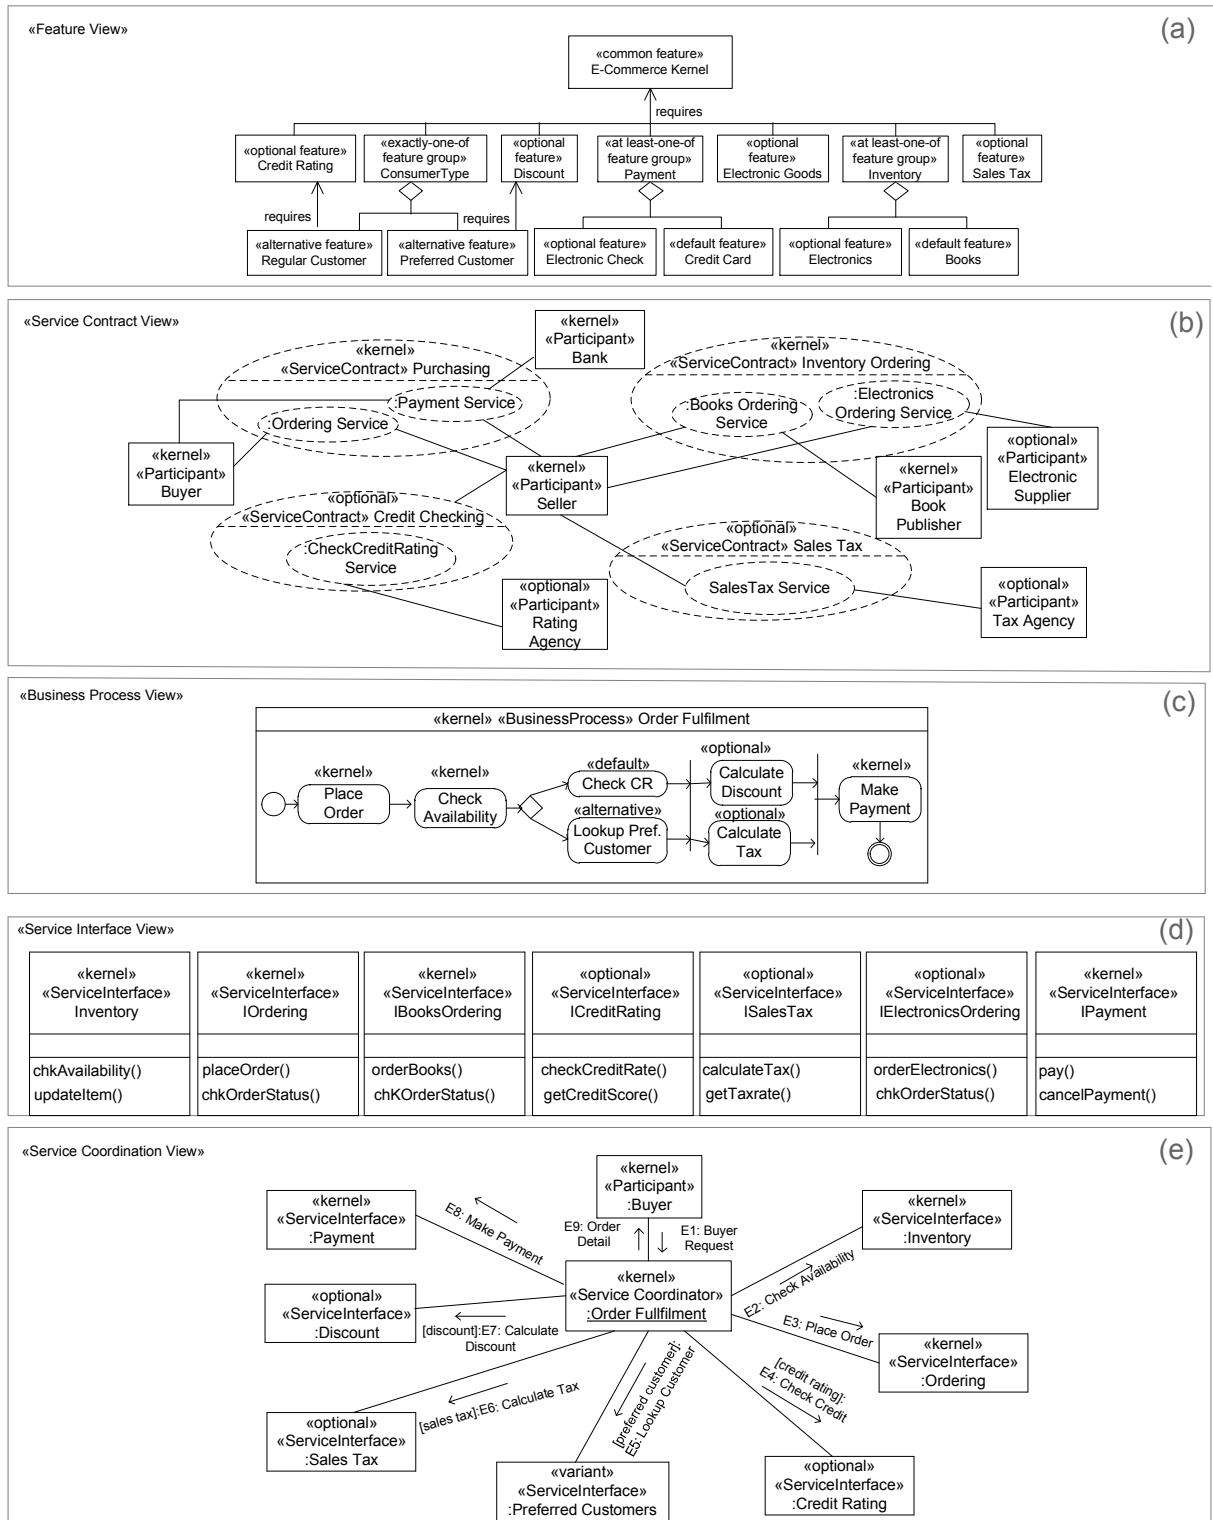 «Feature View»
(a)
«common feature»
E-Commerce Kernel
requires
«optional feature»
Credit Rating
«exactly-one-of
feature group»
ConsumerType
«optional
feature»
Discount
«at least-one-of
feature group»
Payment
«optional
feature»
Electronic Goods
«at least-one-of
feature group»
Inventory
«optional
feature»
Sales Tax
requires
requires
«alternative feature»
Regular Customer
«alternative feature»
Preferred Customer
«optional feature»
Electronic Check
«default feature»
Credit Card
«optional feature»
Electronics
«default feature»
Books
«Service Contract View»
(b)
«kernel»
«ServiceContract» Purchasing
:Payment Service
:Ordering Service
«kernel»
«Participant»
Bank
«kernel»
«ServiceContract» Inventory Ordering
:Books Ordering
Service
:Electronics
Ordering Service
«kernel»
«Participant»
Buyer
«kernel»
«Participant»
Seller
«kernel»
«Participant»
Book
Publisher
«optional»
«Participant»
Electronic
Supplier
«optional»
«ServiceContract» Credit Checking
:CheckCreditRating
Service
«optional»
«ServiceContract» Sales Tax
SalesTax Service
«optional»
«Participant»
Rating
Agency
«optional»
«Participant»
Tax Agency
«Business Process View»
(c)
«kernel» «BusinessProcess» Order Fulfilment
«kernel»
Place
Order
«kernel»
Check
Availability
«default»
Check CR
«alternative»
Lookup Pref.
Customer
«optional»
Calculate
Discount
«optional»
Calculate
Tax
«kernel»
Make
Payment
«Service Interface View»
(d)
«kernel»
«ServiceInterface»
Inventory
chkAvailability()
updateItem()
«kernel»
«ServiceInterface»
IOrdering
placeOrder()
chkOrderStatus()
«kernel»
«ServiceInterface»
IBooksOrdering
orderBooks()
chKOrderStatus()
«optional»
«ServiceInterface»
ICreditRating
checkCreditRate()
getCreditScore()
«optional»
«ServiceInterface»
ISalesTax
calculateTax()
getTaxrate()
«optional»
«ServiceInterface»
IElectronicsOrdering
orderElectronics()
chkOrderStatus()
«kernel»
«ServiceInterface»
IPayment
pay()
cancelPayment()
«Service Coordination View»
(e)
«kernel»
«Participant»
:Buyer
«kernel»
«ServiceInterface»
:Payment
E8: Make Payment
E9: Order
Detail
E1: Buyer
Request
«kernel»
«ServiceInterface»
:Inventory
E2: Check Availability
«kernel»
«Service Coordinator»
:Order Fullfilment
«optional»
«ServiceInterface»
:Discount
[discount]:E7: Calculate
Discount
E3: Place Order
«kernel»
«ServiceInterface»
:Ordering
[sales tax]:E6: Calculate Tax
«optional»
«ServiceInterface»
:Sales Tax
[preferred customer]:
E5: Lookup Customer
[credit rating]:
E4: Check Credit
«variant»
«ServiceInterface»
:Preferred Customers
«optional»
«ServiceInterface»
:Credit Rating